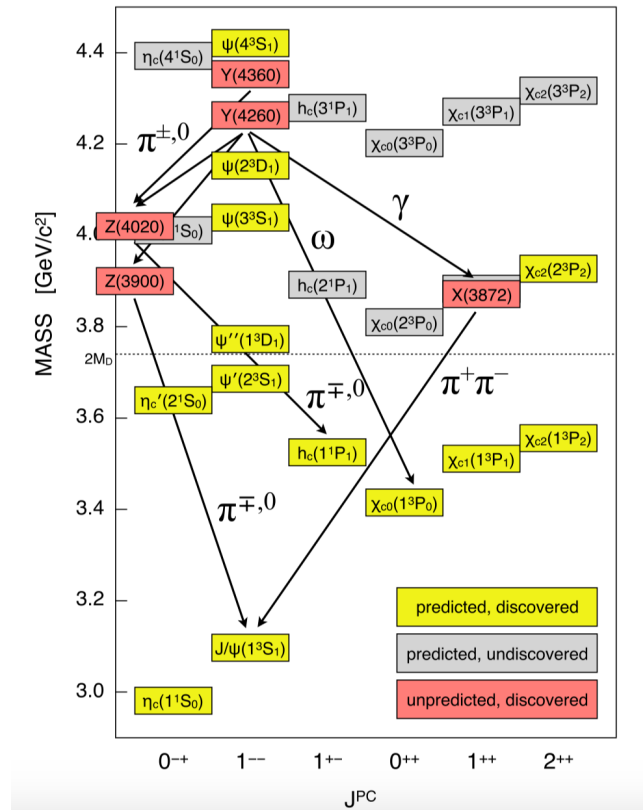 4.4
4.2
4.0
3.8
2M_D
3.6
3.4
3.2
3.0
MASS [GeV/c²]
η_c(4¹S₀)
ψ(4³S₁)
Y(4360)
Y(4260)
h_c(3¹P₁)
χ_c0(3³P₀)
χ_c1(3³P₁)
χ_c2(3³P₂)
π^±,0
ψ(2³D₁)
ψ(3³S₁)
Z(4020)
¹S₀)
γ
ω
Z(3900)
h_c(2¹P₁)
χ_c0(2³P₀)
X(3872)
χ_c2(2³P₂)
ψ′′(1³D₁)
ψ′(2³S₁)
η_c′(2¹S₀)
π^∓,0
π⁺π⁻
h_c(1¹P₁)
χ_c0(1³P₀)
χ_c1(1³P₁)
χ_c2(1³P₂)
π^∓,0
J/ψ(1³S₁)
η_c(1¹S₀)
predicted, discovered
predicted, undiscovered
unpredicted, discovered
0⁻⁺ 1⁻⁻ 1⁺⁻ 0⁺⁺ 1⁺⁺ 2⁺⁺
J^PC